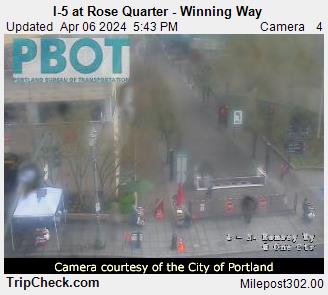 I-5 at Rose Quarter - Winning Way
Updated Apr 06 2024 5:43 PM Camera 4
PBOT
PORTLAND BUREAU OF TRANSPORTATION
Camera courtesy of the City of Portland
TripCheck.com Milepost302.00